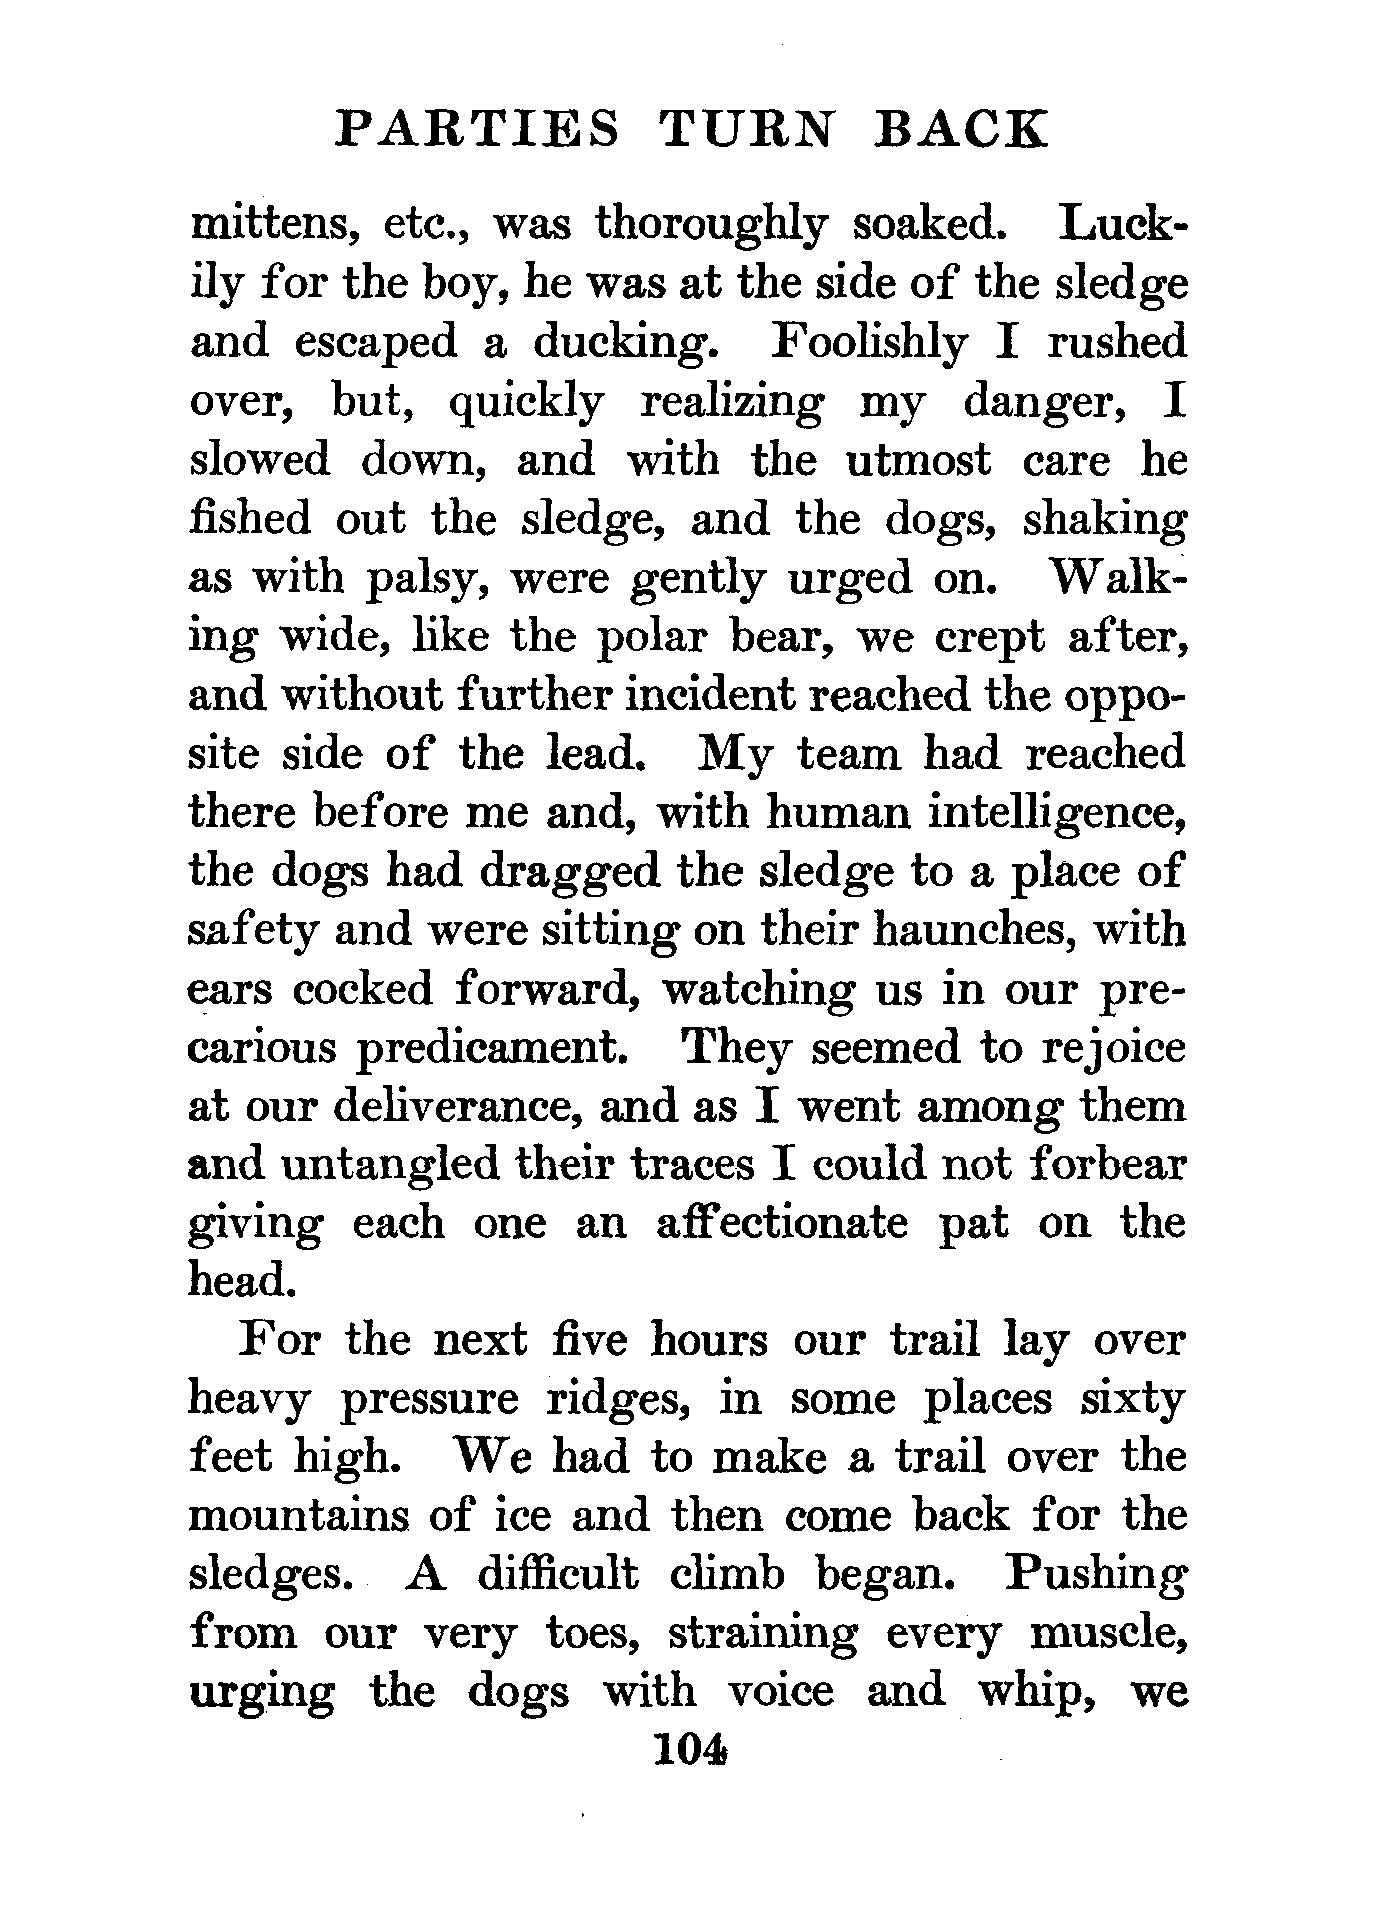 PARTIES TURN BACK
mittens, etc., was thoroughly soaked. Luck-
ily for the boy, he was at the side of the sledge
and escaped a ducking. Foolishly I rushed
over, but, quickly realizing my danger, I
slowed down, and with the utmost care he
fished out the sledge, and the dogs, shaking
as with palsy, were gently urged on. Walk-
ing wide, like the polar bear, we crept after,
and without further incident reached the oppo-
site side of the lead. My team had reached
there before me and, with human intelligence,
the dogs had dragged the sledge to a place of
safety and were sitting on their haunches, with
ears cocked forward, watching us in our pre-
carious predicament. They seemed to rejoice
at our deliverance, and as I went among them
and untangled their traces I could not forbear
giving each one an affectionate pat on the
head.
For the next five hours our trail lay over
heavy pressure ridges, in some places sixty
feet high. We had to make a trail over the
mountains of ice and then come back for the
sledges. A difficult climb began. Pushing
from our very toes, straining every muscle,
urging the dogs with voice and whip, we
104